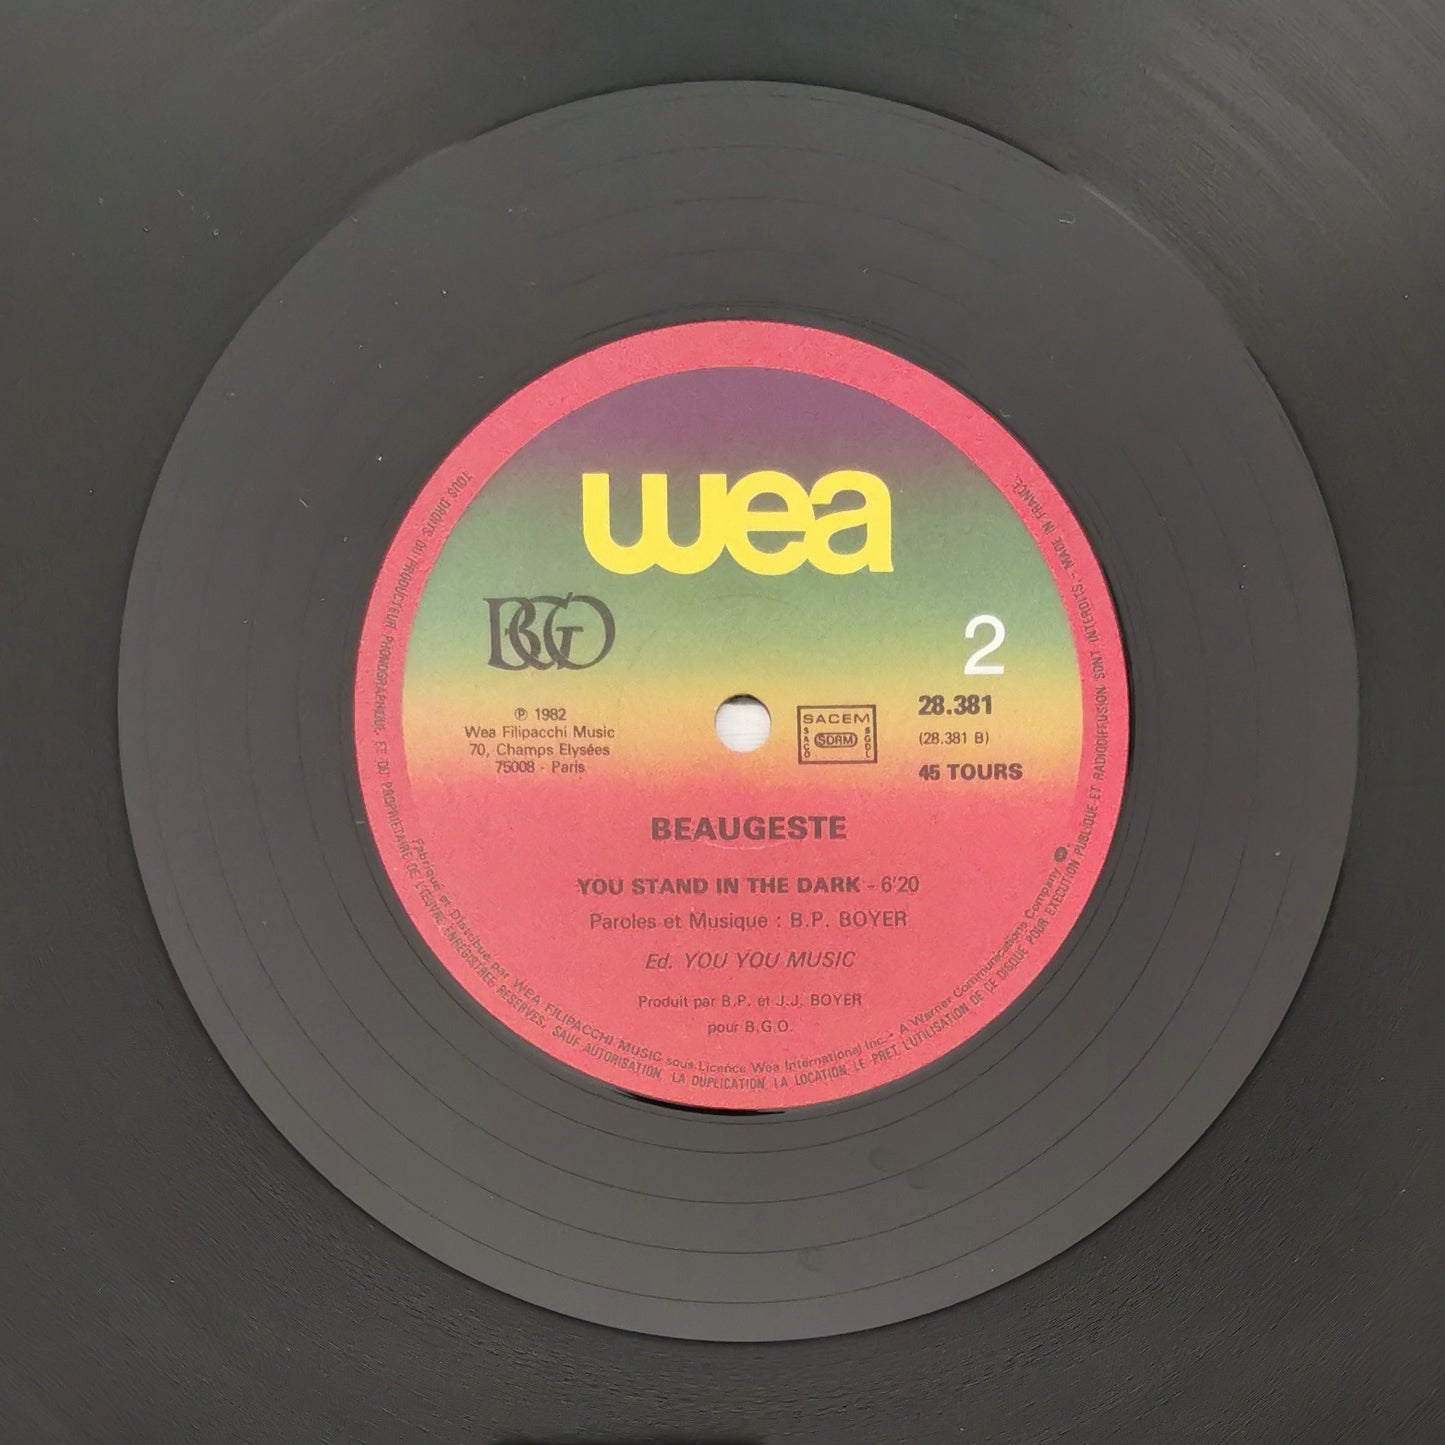 wea
BGO
2
℗ 1982
Wea Filipacchi Music
70, Champs Elysées
75008 - Paris
SACEM
SACD
SDRM
SGDL
28.381
(28.381 B)
45 TOURS
BEAUGESTE
YOU STAND IN THE DARK - 6'20
Paroles et Musique : B.P. BOYER
Ed. YOU YOU MUSIC
Produit par B.P. et J.J. BOYER
pour B.G.O.
Fabriqué et Distribué par WEA FILIPACCHI MUSIC sous Licence Wea International Inc. - A Warner Communications Company
TOUS DROITS DU PRODUCTEUR PHONOGRAPHIQUE ET DU PROPRIETAIRE DE L'ŒUVRE ENREGISTREE RESERVES. SAUF AUTORISATION, LA DUPLICATION, LA LOCATION, LE PRET, L'UTILISATION DE CE DISQUE POUR EXECUTION PUBLIQUE ET RADIODIFFUSION SONT INTERDITS. - MADE IN FRANCE.